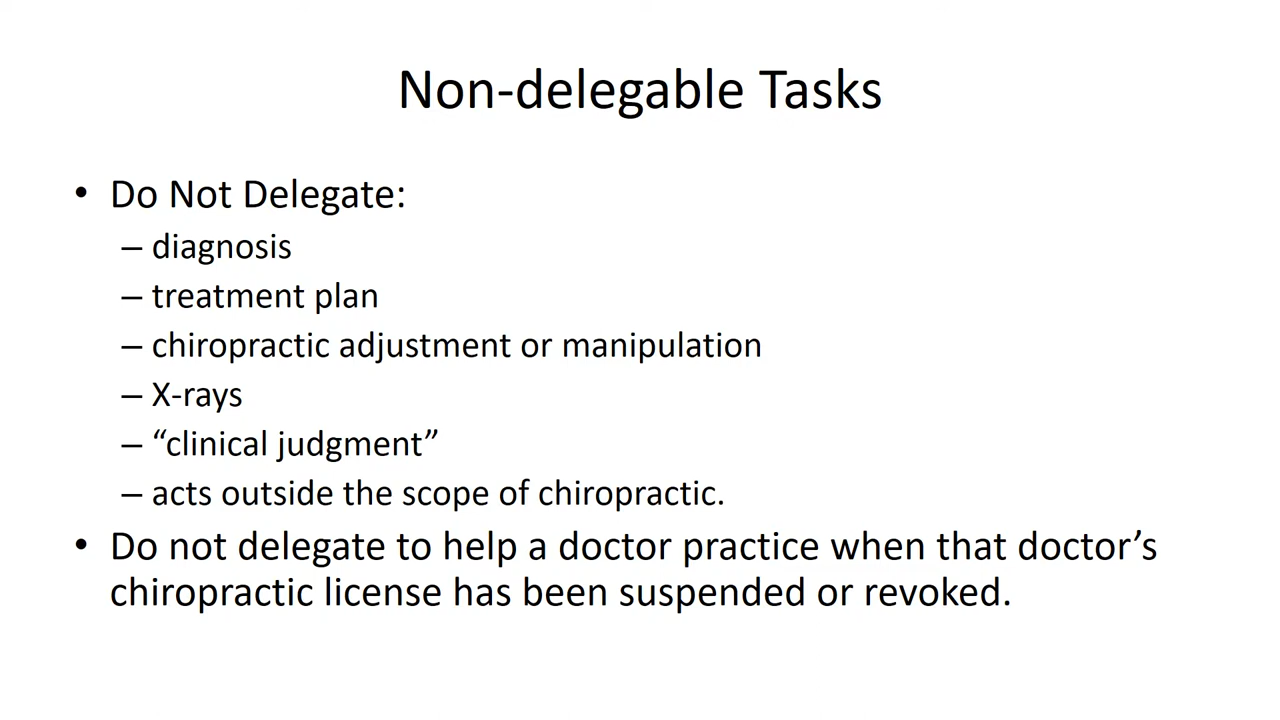 Non-delegable Tasks
• Do Not Delegate:
– diagnosis
– treatment plan
– chiropractic adjustment or manipulation
– X-rays
– “clinical judgment”
– acts outside the scope of chiropractic.
• Do not delegate to help a doctor practice when that doctor’s
chiropractic license has been suspended or revoked.